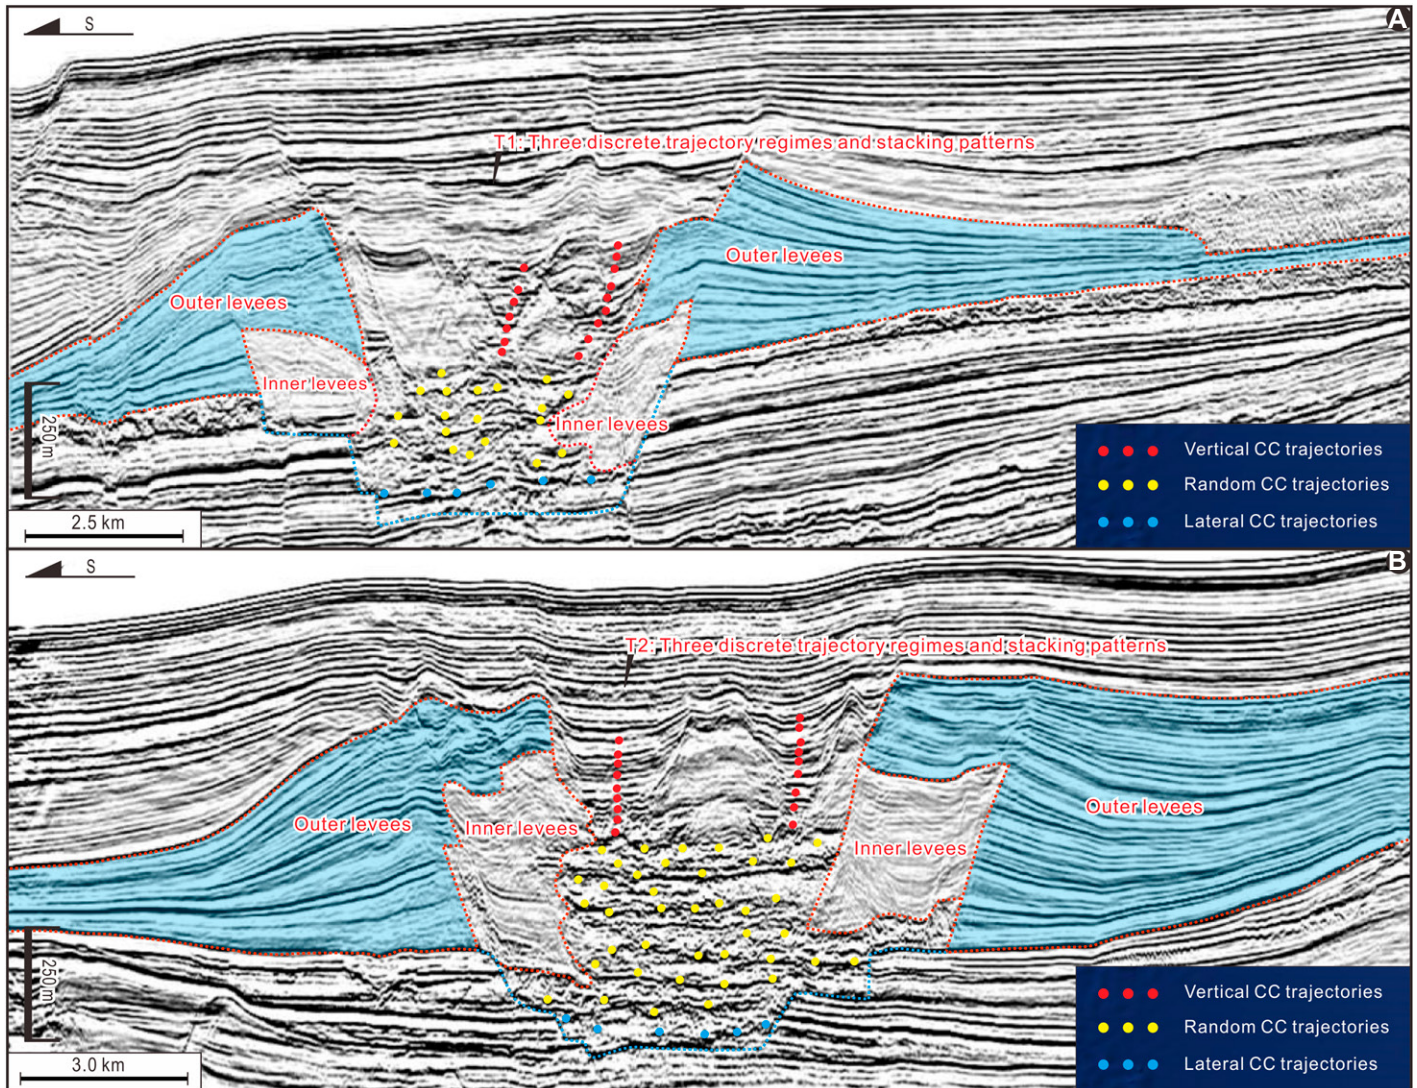 S
A
T1: Three discrete trajectory regimes and stacking patterns
Outer levees
Outer levees
Inner levees
Inner levees
250 m
2.5 km
Vertical CC trajectories
Random CC trajectories
Lateral CC trajectories
S
B
T2: Three discrete trajectory regimes and stacking patterns
Outer levees
Inner levees
Outer levees
Inner levees
250 m
3.0 km
Vertical CC trajectories
Random CC trajectories
Lateral CC trajectories